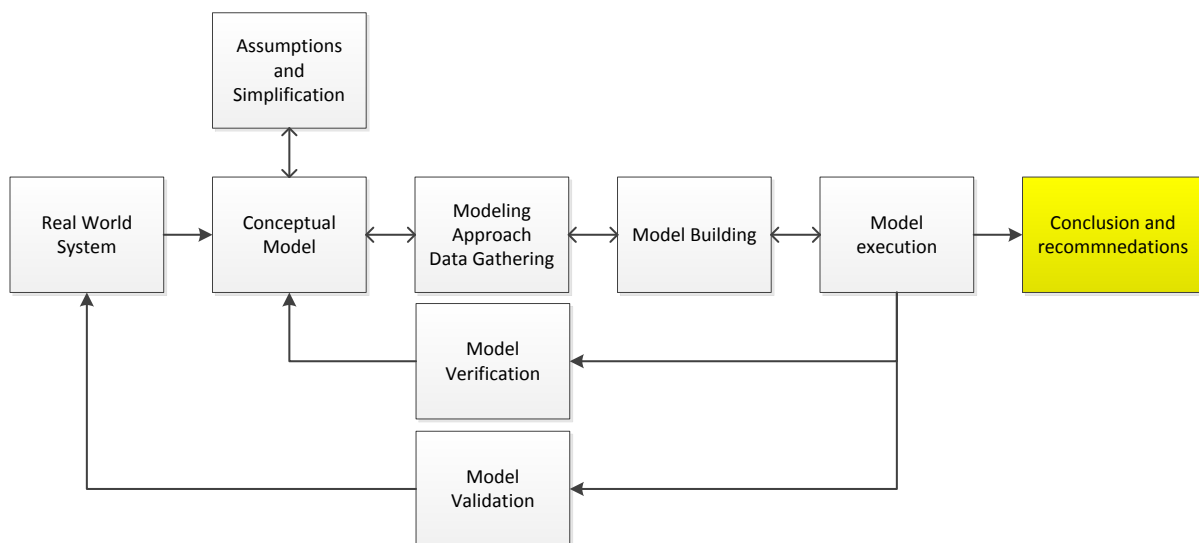 Assumptions
and
Simplification
Real World
System
Conceptual
Model
Modeling
Approach
Data Gathering
Model Building
Model
execution
Conclusion and
recommnedations
Model
Verification
Model
Validation